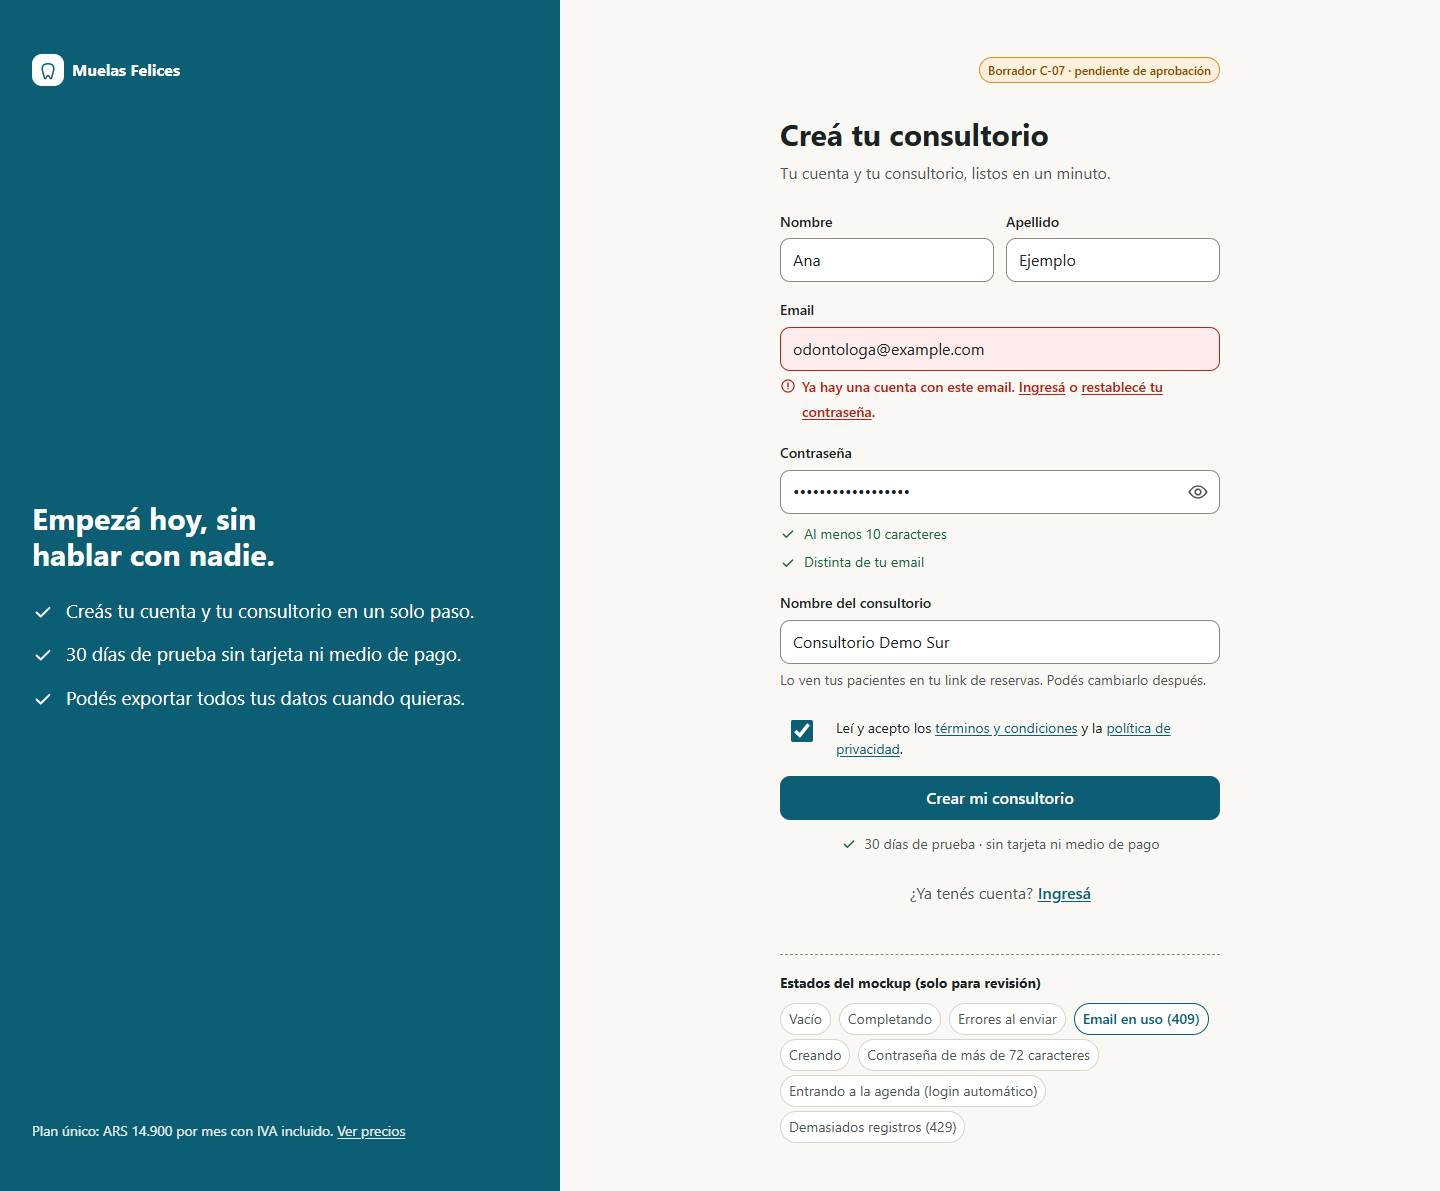 Muelas Felices
Empezá hoy, sin
hablar con nadie.
Creás tu cuenta y tu consultorio en un solo paso.
30 días de prueba sin tarjeta ni medio de pago.
Podés exportar todos tus datos cuando quieras.
Plan único: ARS 14.900 por mes con IVA incluido. Ver precios
Borrador C-07 · pendiente de aprobación
Creá tu consultorio
Tu cuenta y tu consultorio, listos en un minuto.
Nombre
Apellido
Ana
Ejemplo
Email
odontologa@example.com
Ya hay una cuenta con este email. Ingresá o restablecé tu
contraseña.
Contraseña
••••••••••••••••••
Al menos 10 caracteres
Distinta de tu email
Nombre del consultorio
Consultorio Demo Sur
Lo ven tus pacientes en tu link de reservas. Podés cambiarlo después.
Leí y acepto los términos y condiciones y la política de
privacidad.
Crear mi consultorio
30 días de prueba · sin tarjeta ni medio de pago
¿Ya tenés cuenta? Ingresá
Estados del mockup (solo para revisión)
Vacío
Completando
Errores al enviar
Email en uso (409)
Creando
Contraseña de más de 72 caracteres
Entrando a la agenda (login automático)
Demasiados registros (429)